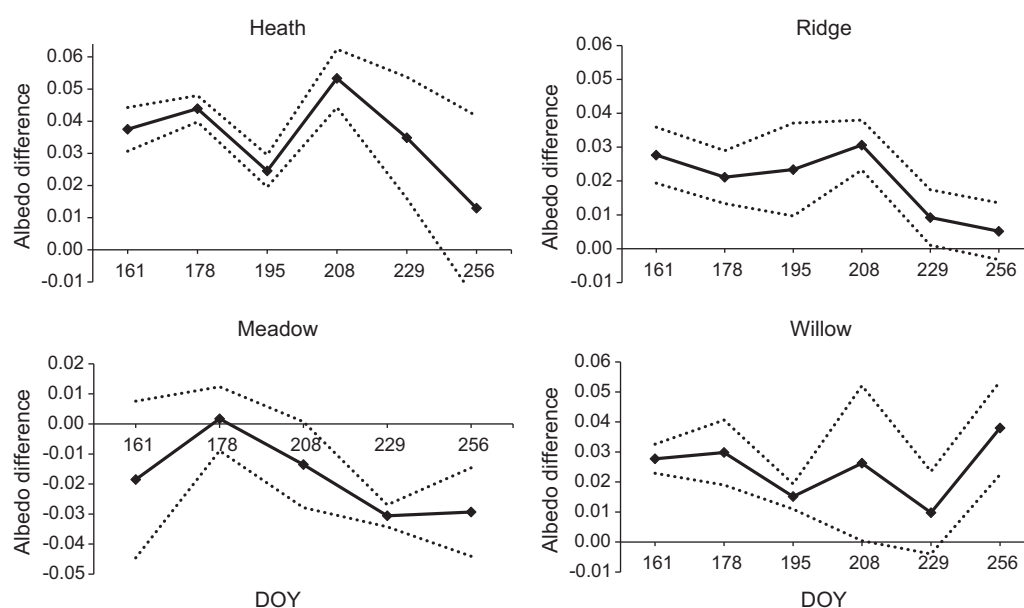 Heath
Albedo difference
0.06
0.05
0.04
0.03
0.02
0.01
0.00
-0.01
161 178 195 208 229 256
Ridge
Albedo difference
0.06
0.05
0.04
0.03
0.02
0.01
0.00
-0.01
161 178 195 208 229 256
Meadow
Albedo difference
0.02
0.01
0.00
-0.01
-0.02
-0.03
-0.04
-0.05
161 178 208 229 256
DOY
Willow
Albedo difference
0.06
0.05
0.04
0.03
0.02
0.01
0.00
-0.01
161 178 195 208 229 256
DOY